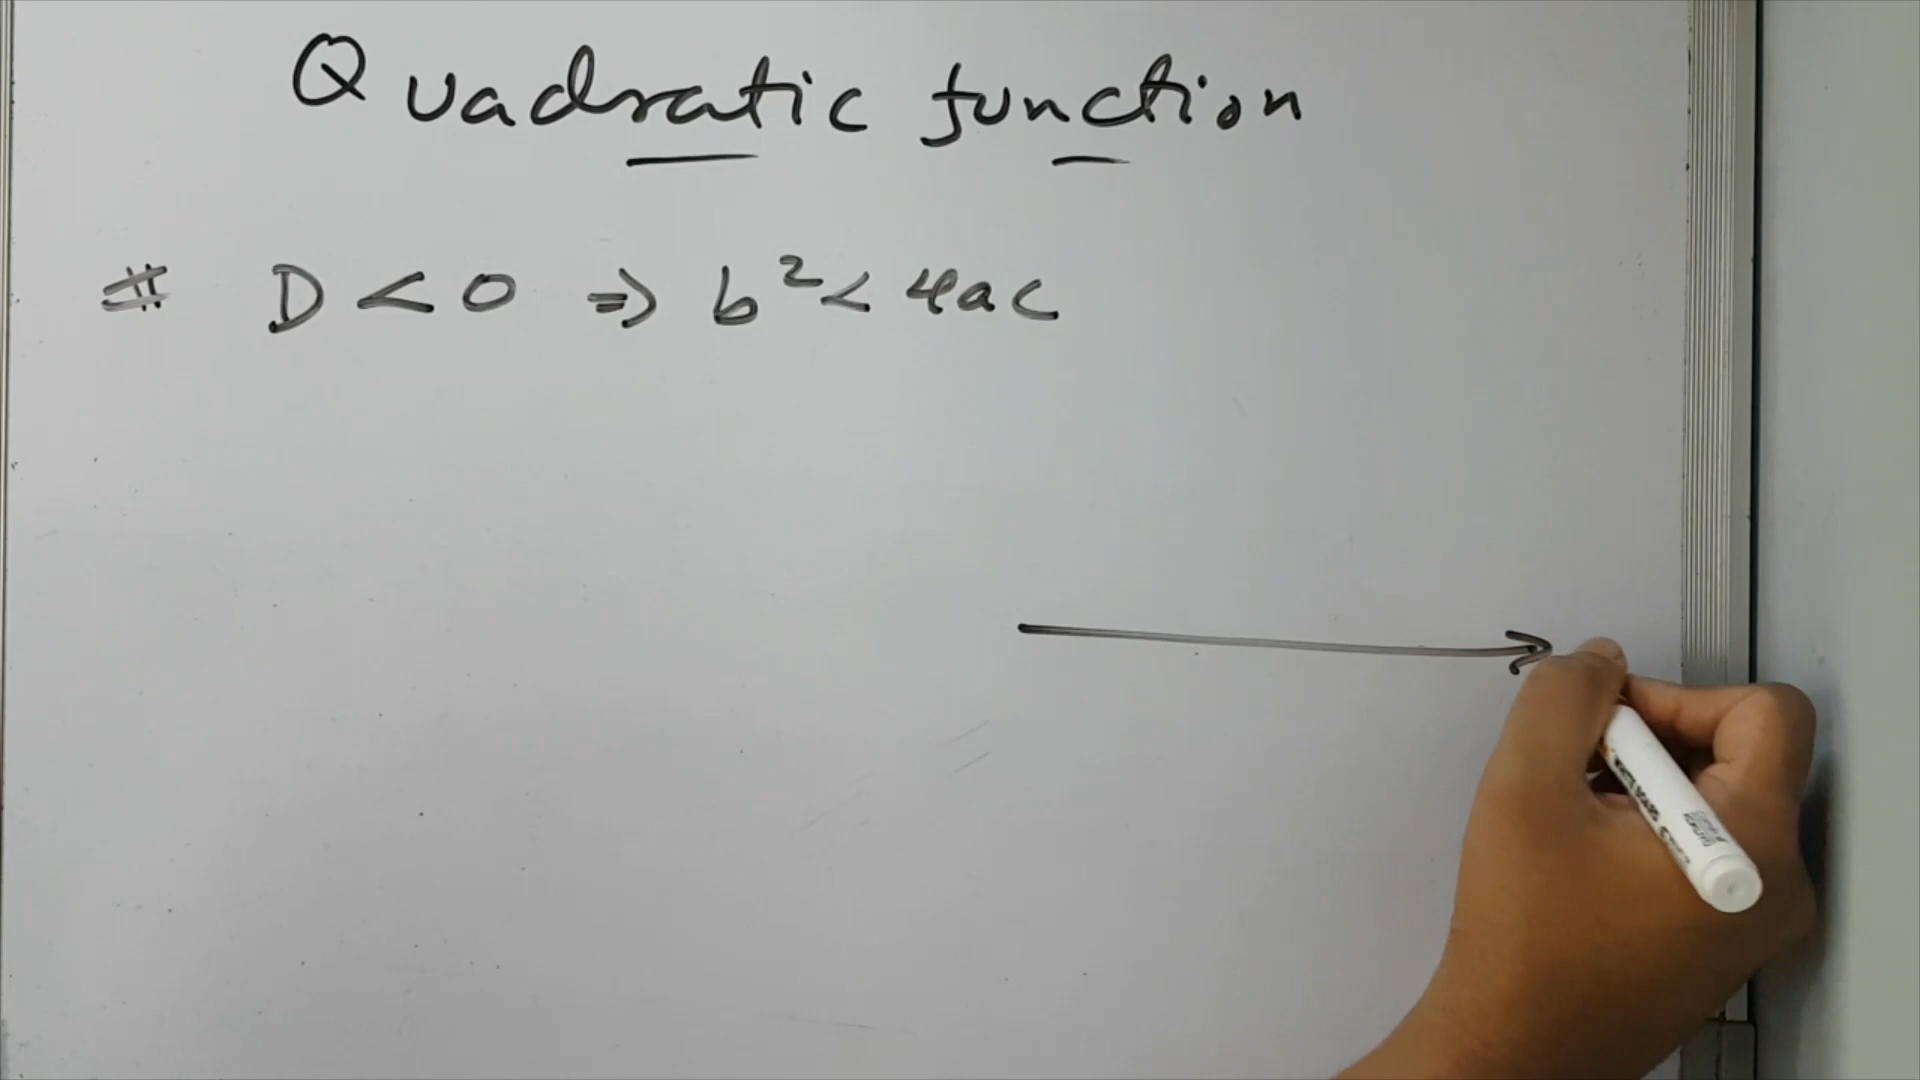 Quadratic function
# D < 0 ⇒ b² < 4ac